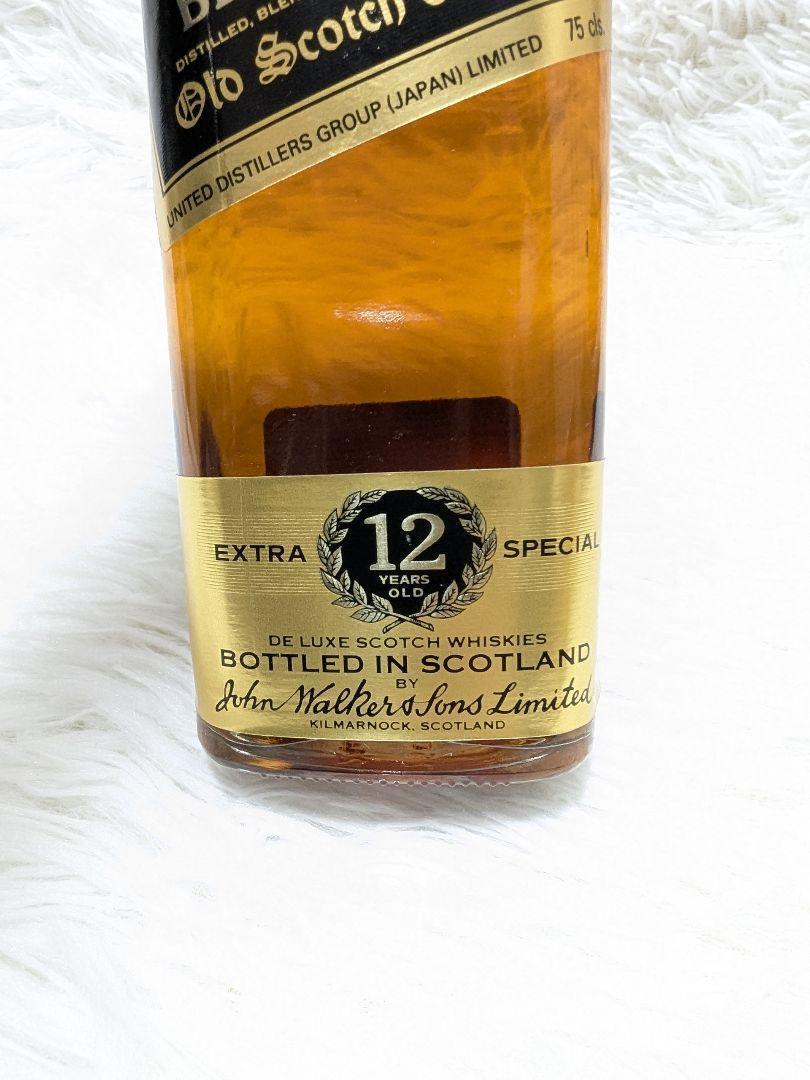 DISTILLED,
Old Scotch
75 cls.
UNITED DISTILLERS GROUP (JAPAN) LIMITED
EXTRA 12 SPECIAL
YEARS
OLD
DE LUXE SCOTCH WHISKIES
BOTTLED IN SCOTLAND
BY
John Walker & Sons Limited
KILMARNOCK, SCOTLAND